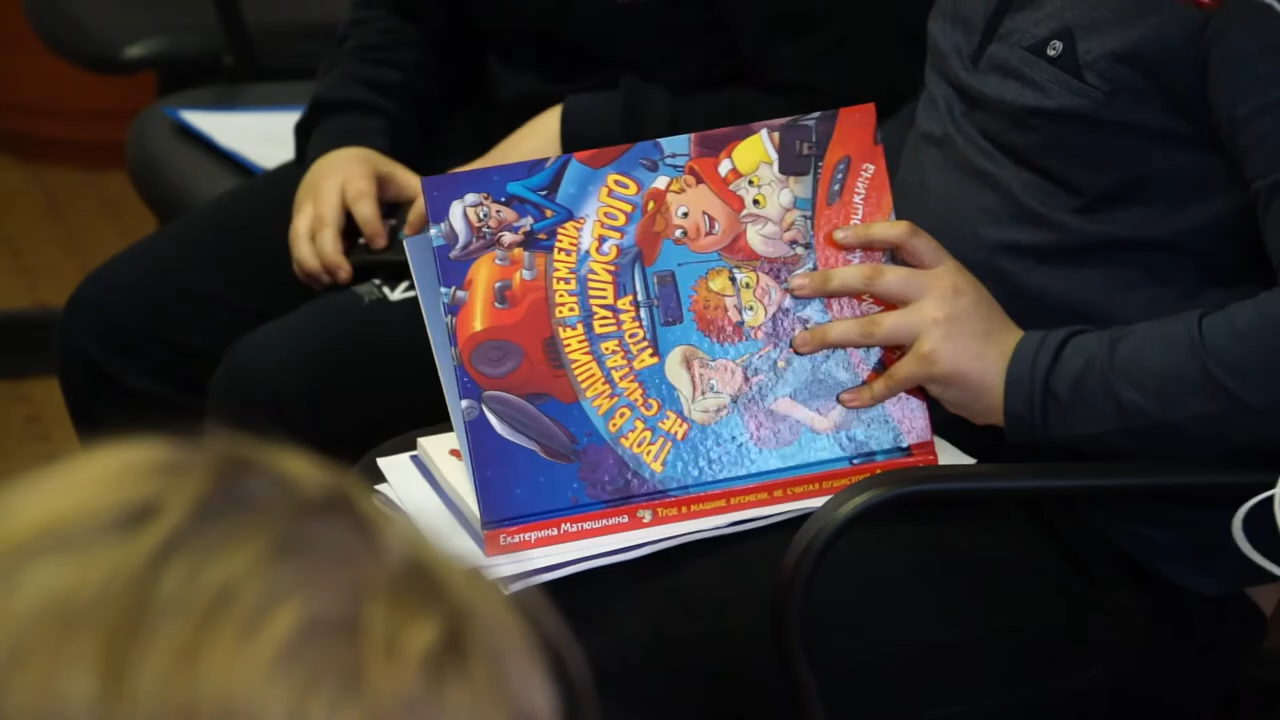 ТРОЕ В МАШИНЕ ВРЕМЕНИ,
НЕ СЧИТАЯ ПУШИСТОГО
АТОМА
Екатерина Матюшкина
ТРОЕ В МАШИНЕ ВРЕМЕНИ, НЕ СЧИТАЯ ПУШИСТОГО